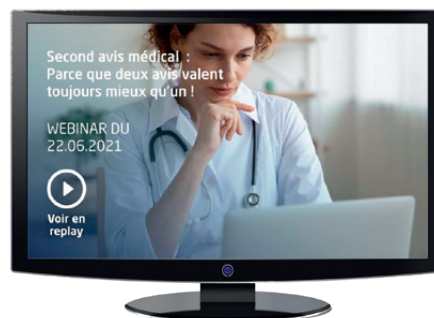 Second avis médical :
Parce que deux avis valent
toujours mieux qu'un !
WEBINAR DU
22.06.2021
Voir en
replay